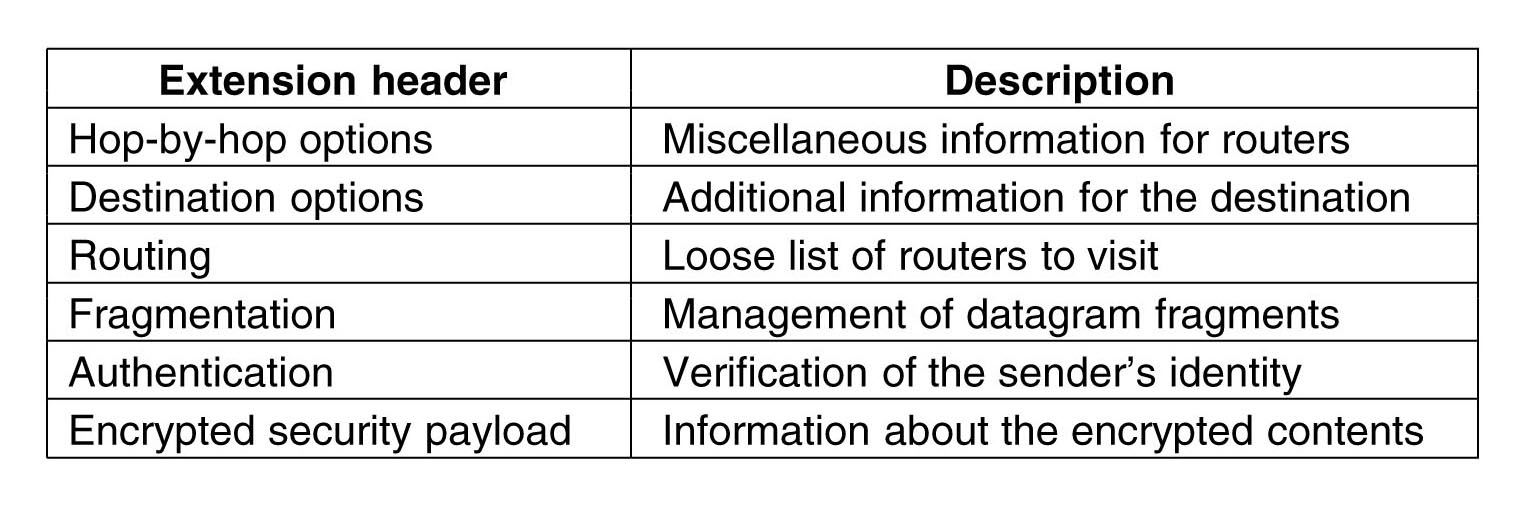 Extension header Description
Hop-by-hop options Miscellaneous information for routers
Destination options Additional information for the destination
Routing Loose list of routers to visit
Fragmentation Management of datagram fragments
Authentication Verification of the sender’s identity
Encrypted security payload Information about the encrypted contents